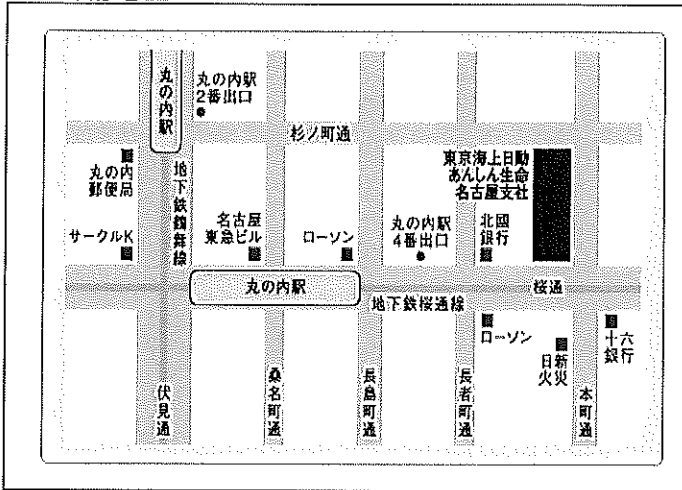 丸の内駅
丸の内駅
2番出口
杉ノ町通
丸の内
郵便局
地下鉄鶴舞線
東京海上日動
あんしん生命
名古屋支社
サークルK
名古屋
東急ビル
ローソン
丸の内駅
4番出口
北國
銀行
丸の内駅
桜通
地下鉄桜通線
ローソン
日新
火災
十六
銀行
伏見通
桑名町通
長島町通
長者町通
本町通